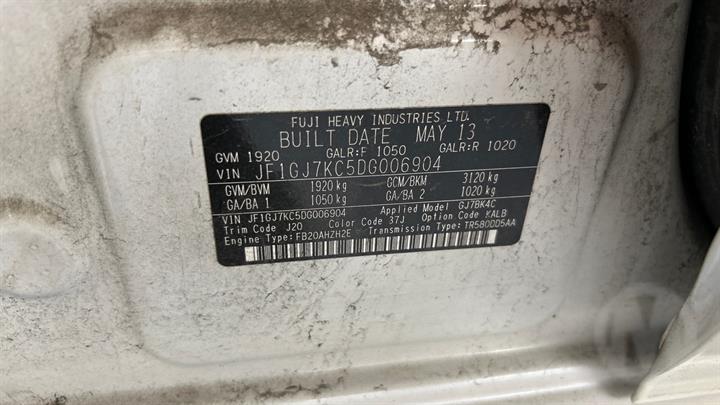 FUJI HEAVY INDUSTRIES LTD.
BUILT DATE MAY 13
GVM 1920 GALR:F 1050 GALR:R 1020
VIN JF1GJ7KC5DG006904
GVM/BVM 1920 kg GCM/BKM 3120 kg
GA/BA 1 1050 kg GA/BA 2 1020 kg
VIN JF1GJ7KC5DG006904 Applied Model GJ7BK4C
Trim Code J20 Color Code 37J Option Code KALB
Engine Type:FB20AHZH2E Transmission Type:TR580DD5AA